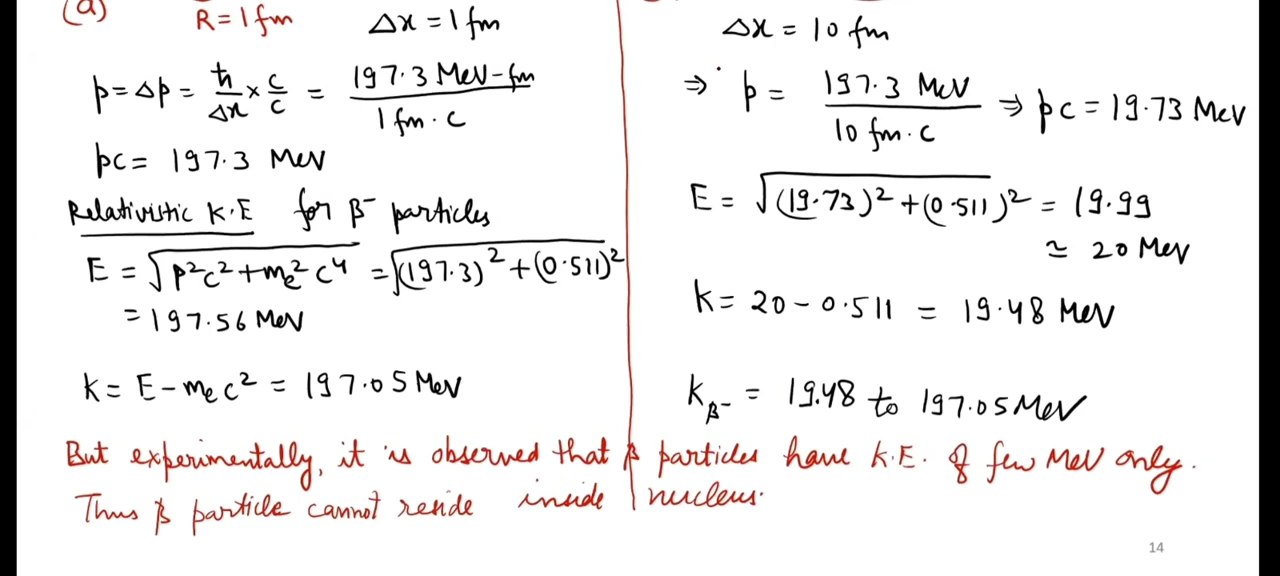 (a) R = 1 fm Δx = 1 fm
p = Δp = ħ/Δx × c/c = 197.3 MeV-fm / 1 fm·c
pc = 197.3 MeV
Relativistic K.E for β⁻ particles
E = √(p²c² + mₑ²c⁴) = √((197.3)² + (0.511)²)
= 197.56 MeV
K = E - mₑc² = 197.05 MeV
Δx = 10 fm
⇒ p = 197.3 MeV / 10 fm·c ⇒ pc = 19.73 MeV
E = √((19.73)² + (0.511)²) = 19.99
≃ 20 MeV
K = 20 - 0.511 = 19.48 MeV
K_β⁻ = 19.48 to 197.05 MeV
But experimentally, it is observed that β particles have K.E. of few MeV only.
Thus β particle cannot reside inside nucleus.
14